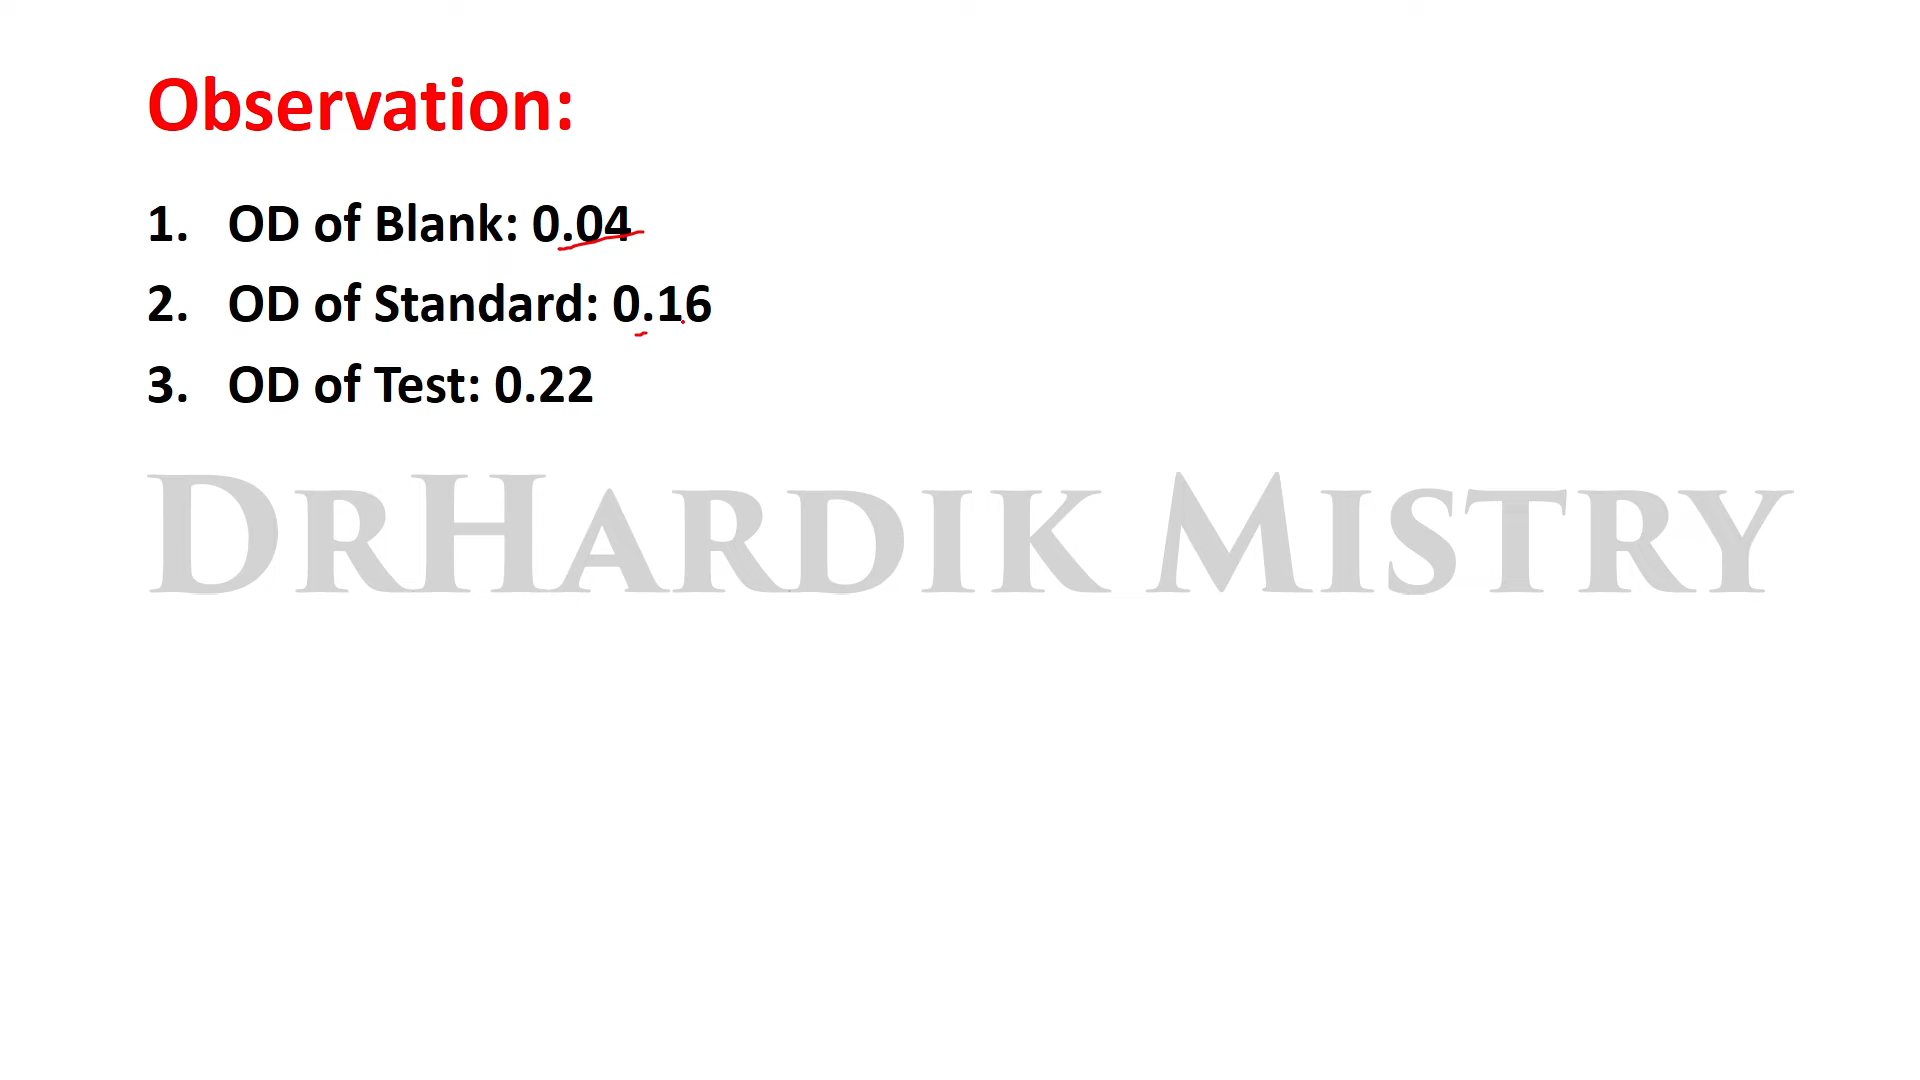 Observation:
1. OD of Blank: 0.04
2. OD of Standard: 0.16
3. OD of Test: 0.22
DrHardik Mistry